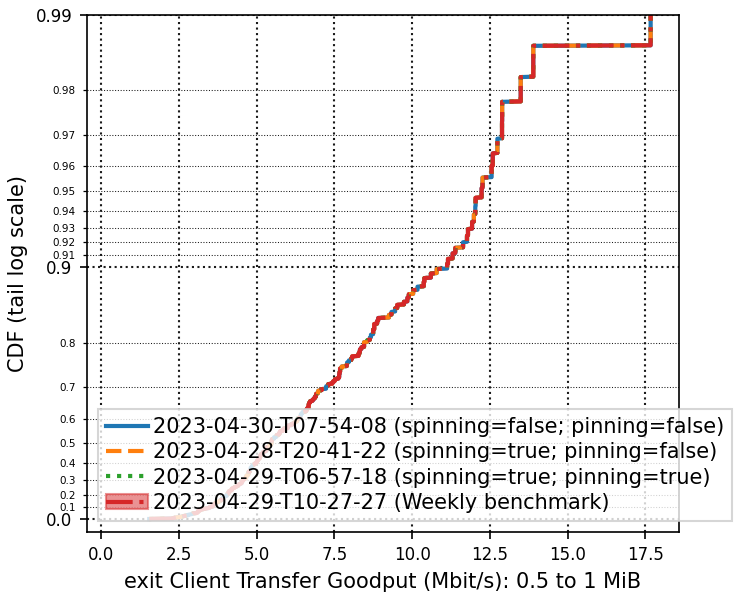 0.99
0.98
0.97
0.96
0.95
0.94
0.93
0.92
0.91
0.9
0.8
0.7
0.6
0.5
0.4
0.3
0.2
0.1
0.0
CDF (tail log scale)
2023-04-30-T07-54-08 (spinning=false; pinning=false)
2023-04-28-T20-41-22 (spinning=true; pinning=false)
2023-04-29-T06-57-18 (spinning=true; pinning=true)
2023-04-29-T10-27-27 (Weekly benchmark)
0.0 2.5 5.0 7.5 10.0 12.5 15.0 17.5
exit Client Transfer Goodput (Mbit/s): 0.5 to 1 MiB